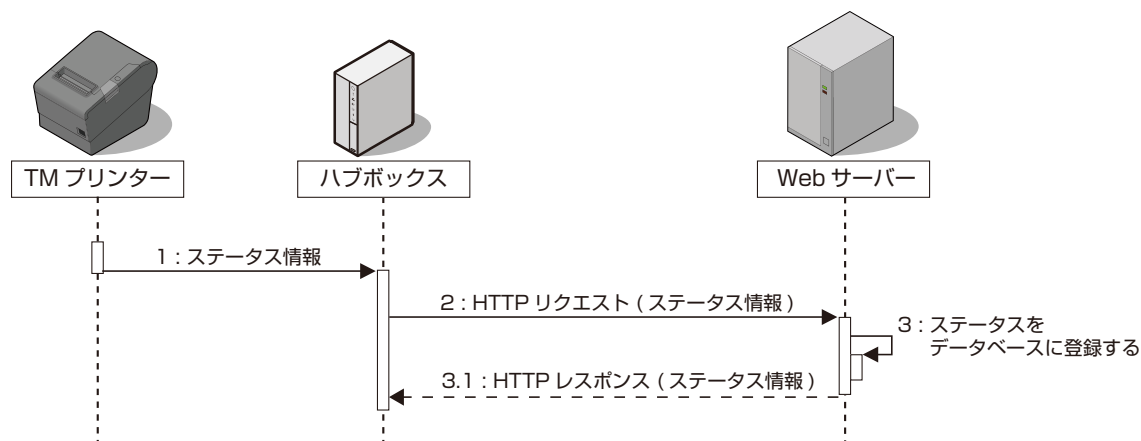 TM プリンター
ハブボックス
Web サーバー
1 : ステータス情報
2 : HTTP リクエスト ( ステータス情報 )
3 : ステータスを
データベースに登録する
3.1 : HTTP レスポンス ( ステータス情報 )